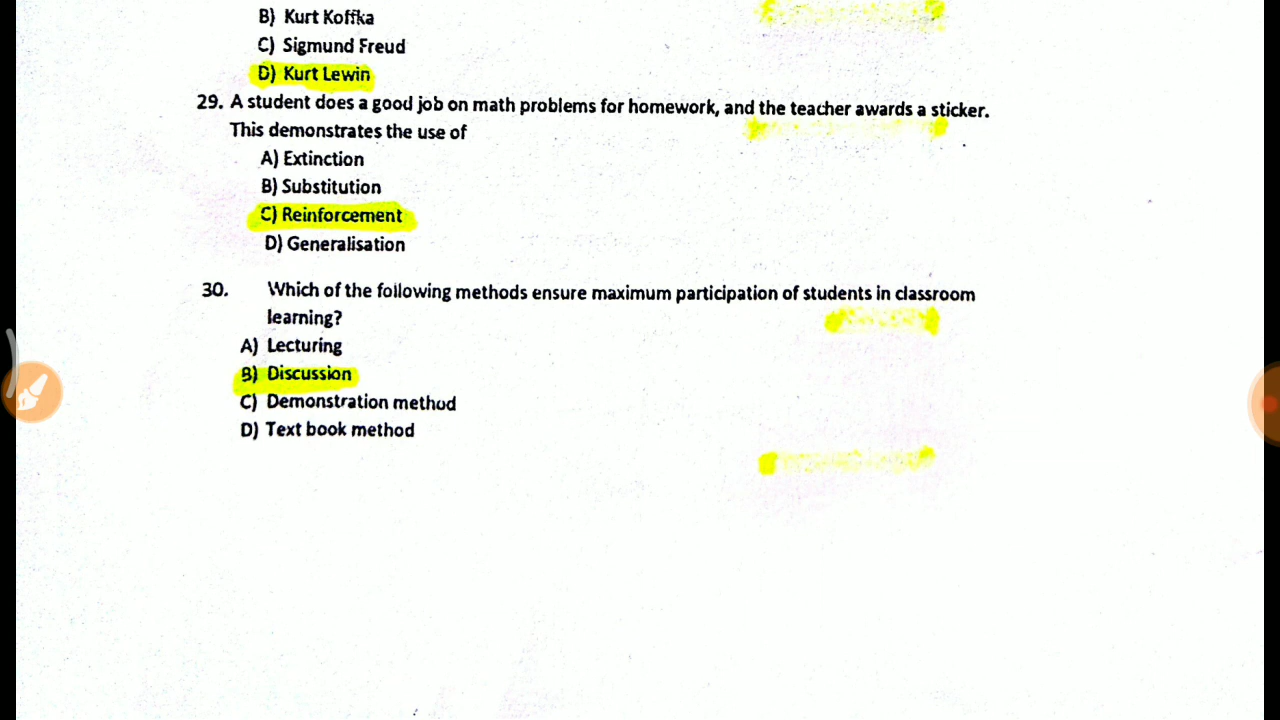 B) Kurt Koffka
C) Sigmund Freud
D) Kurt Lewin
29. A student does a good job on math problems for homework, and the teacher awards a sticker.
This demonstrates the use of
A) Extinction
B) Substitution
C) Reinforcement
D) Generalisation
30. Which of the following methods ensure maximum participation of students in classroom
learning?
A) Lecturing
B) Discussion
C) Demonstration method
D) Text book method